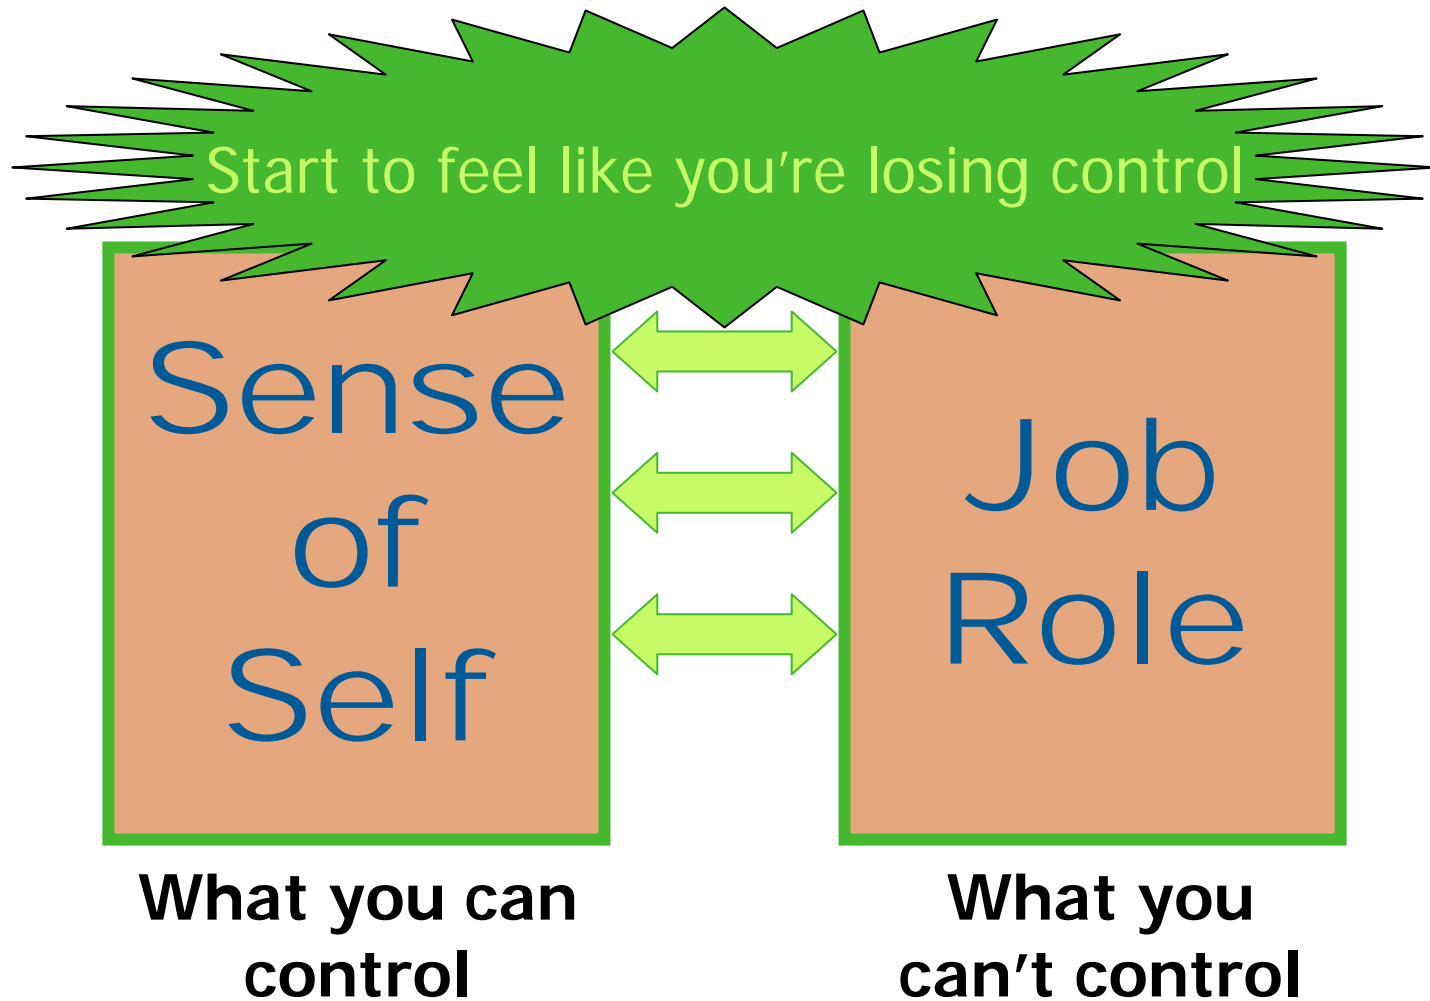 Start to feel like you're losing control
Sense
of
Self
Job
Role
What you can
control
What you
can't control